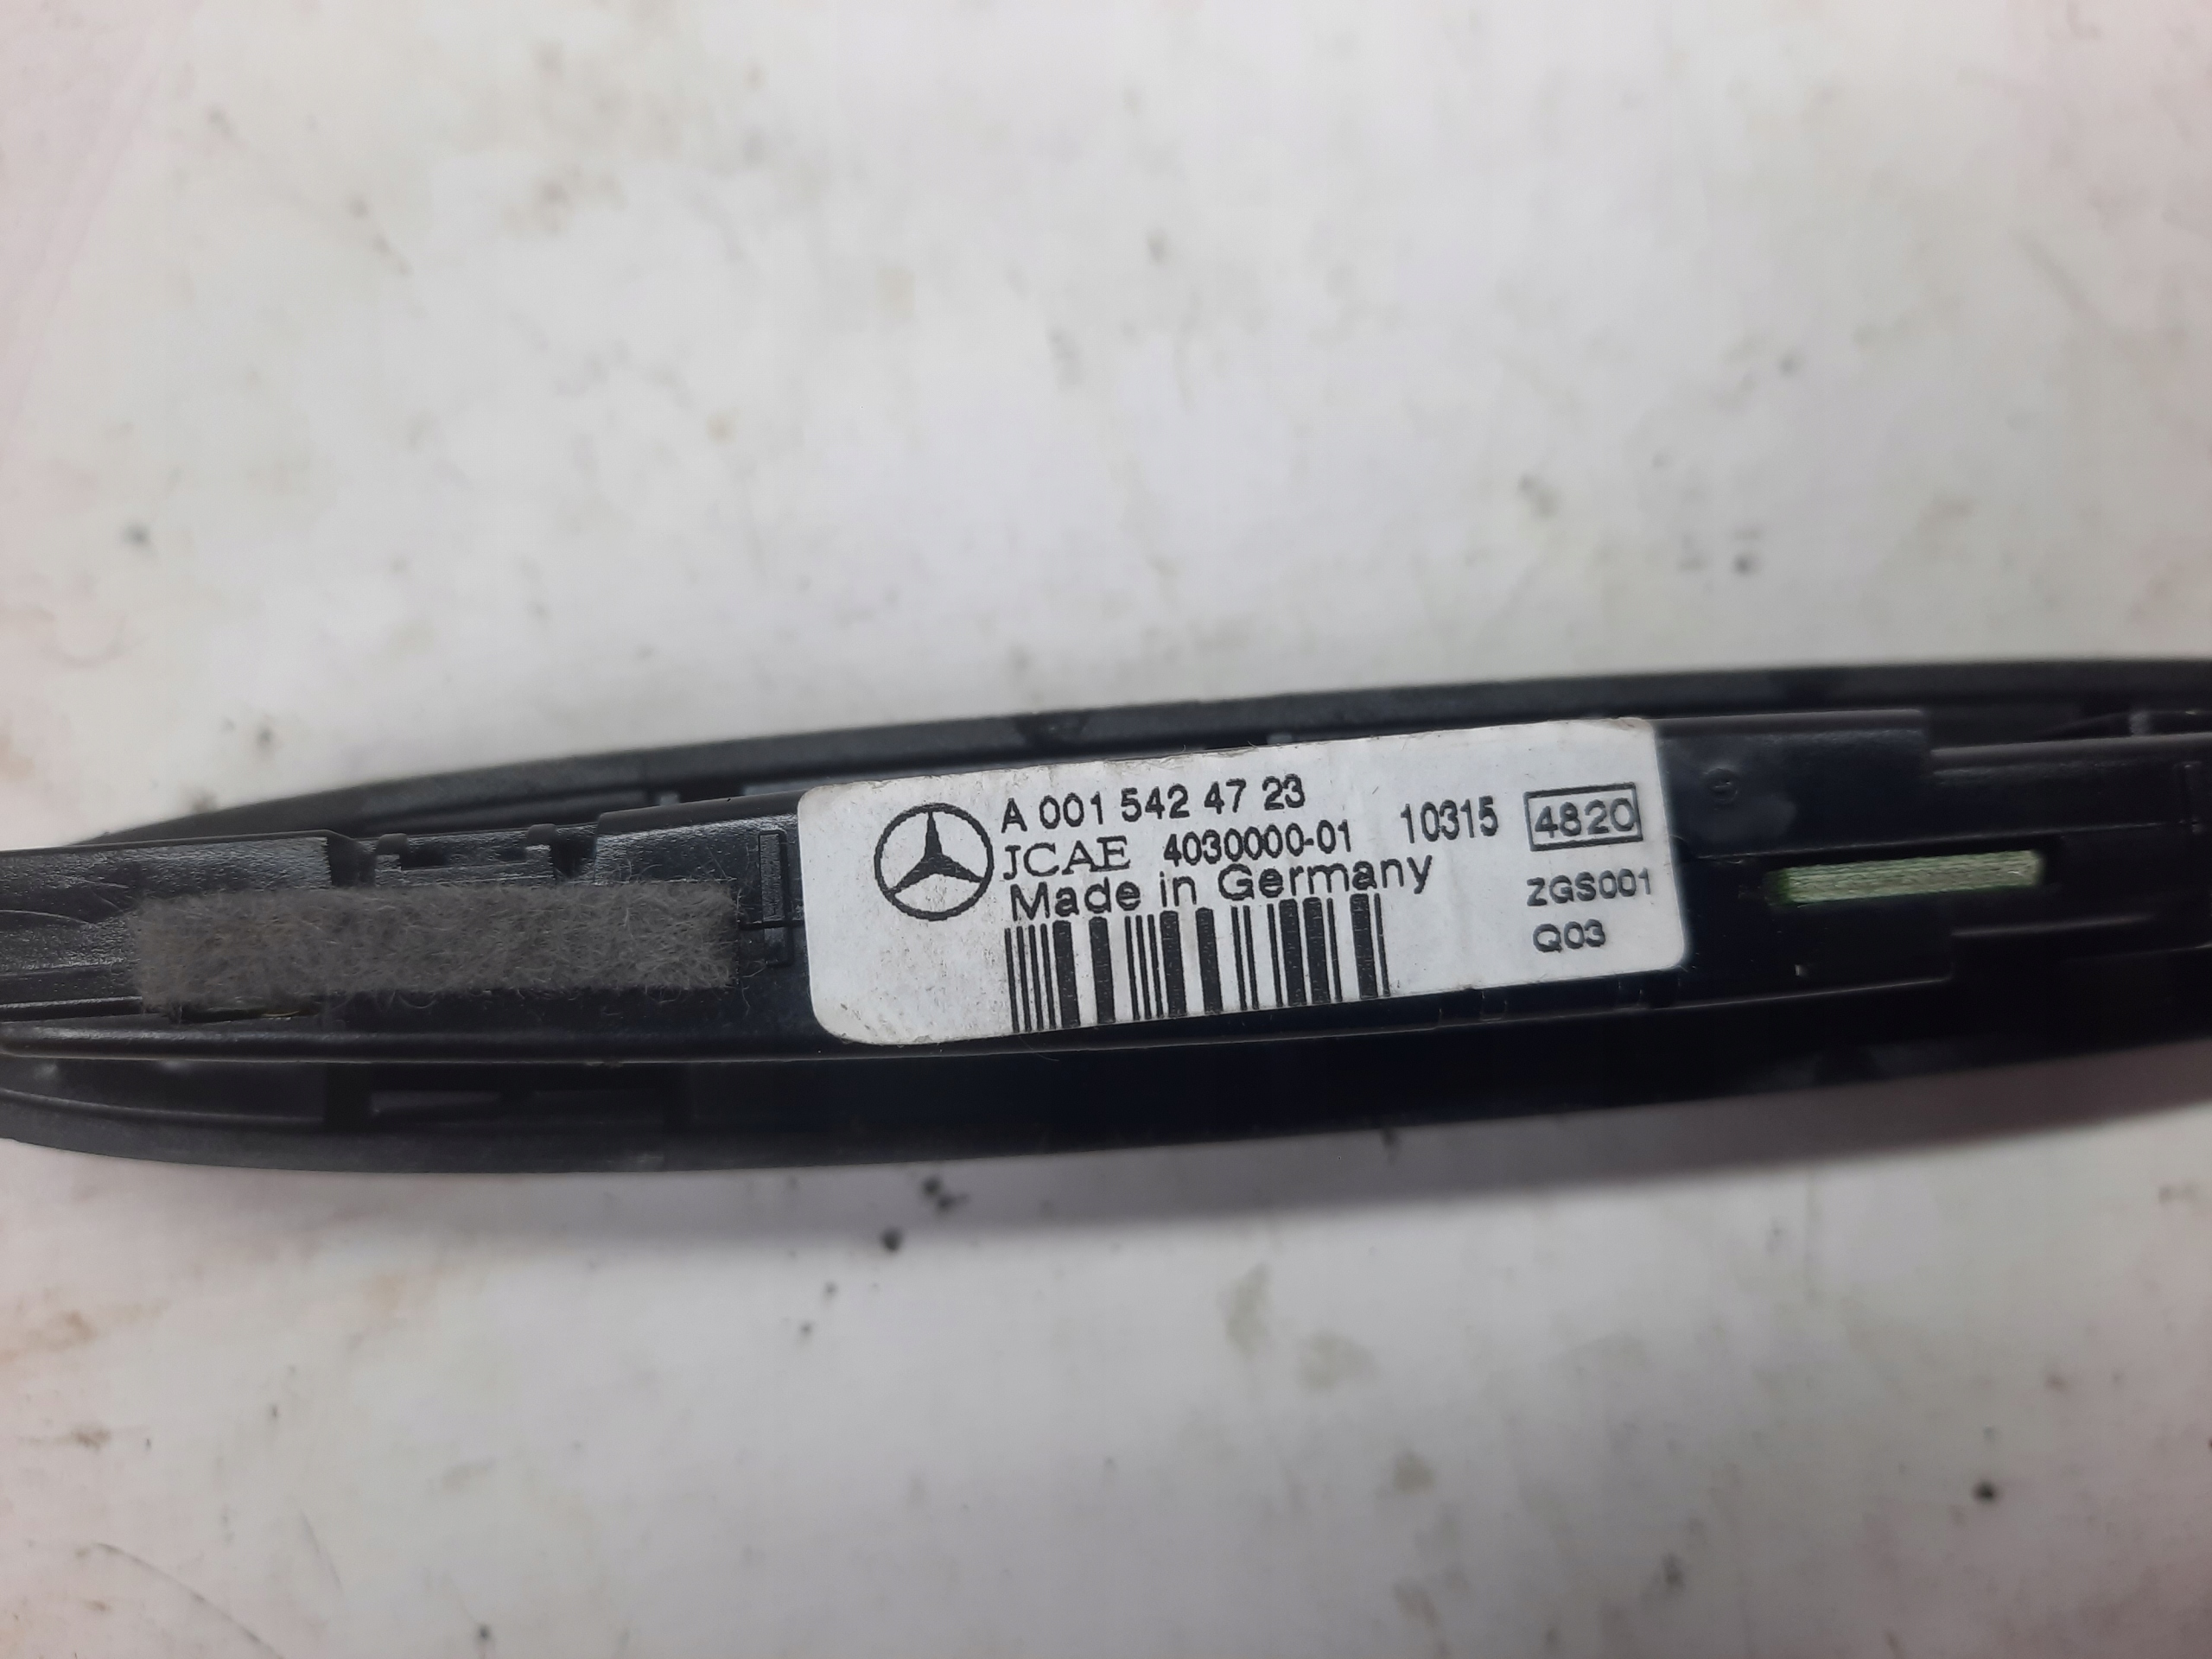 A 001 542 47 23
JCAE 4030000-01 10315 4820
Made in Germany ZGS001
Q03